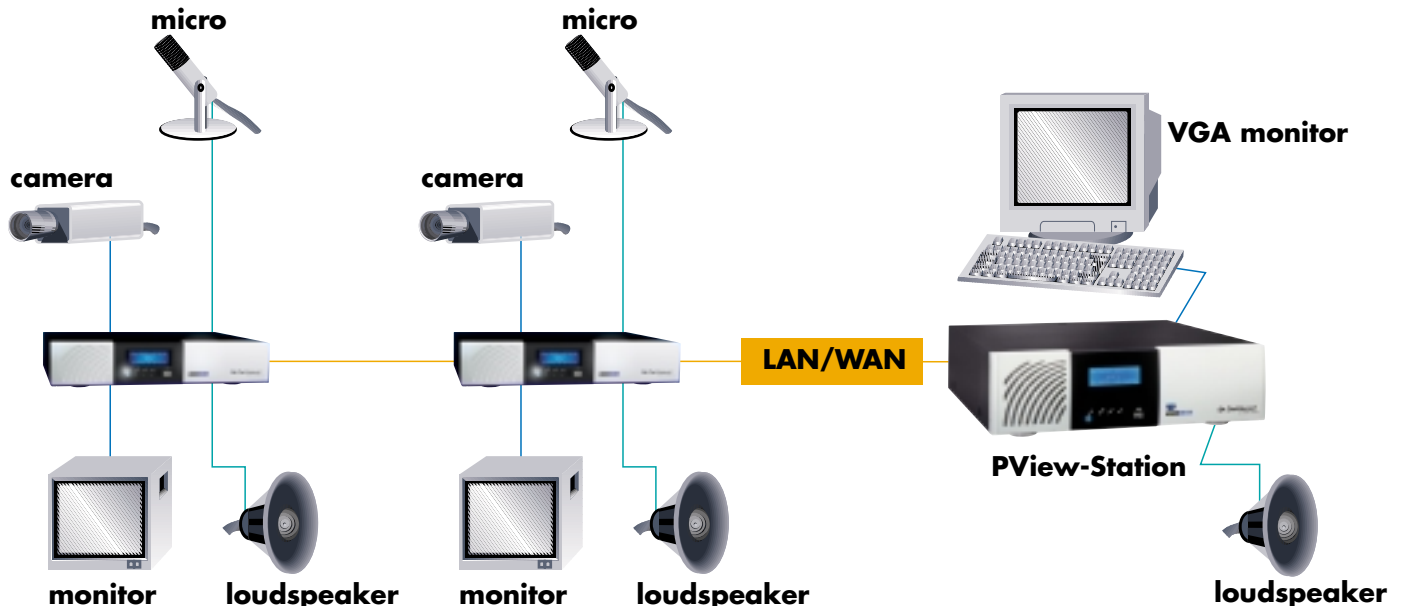 micro
micro
camera
camera
VGA monitor
LAN/WAN
PView-Station
monitor
loudspeaker
monitor
loudspeaker
loudspeaker